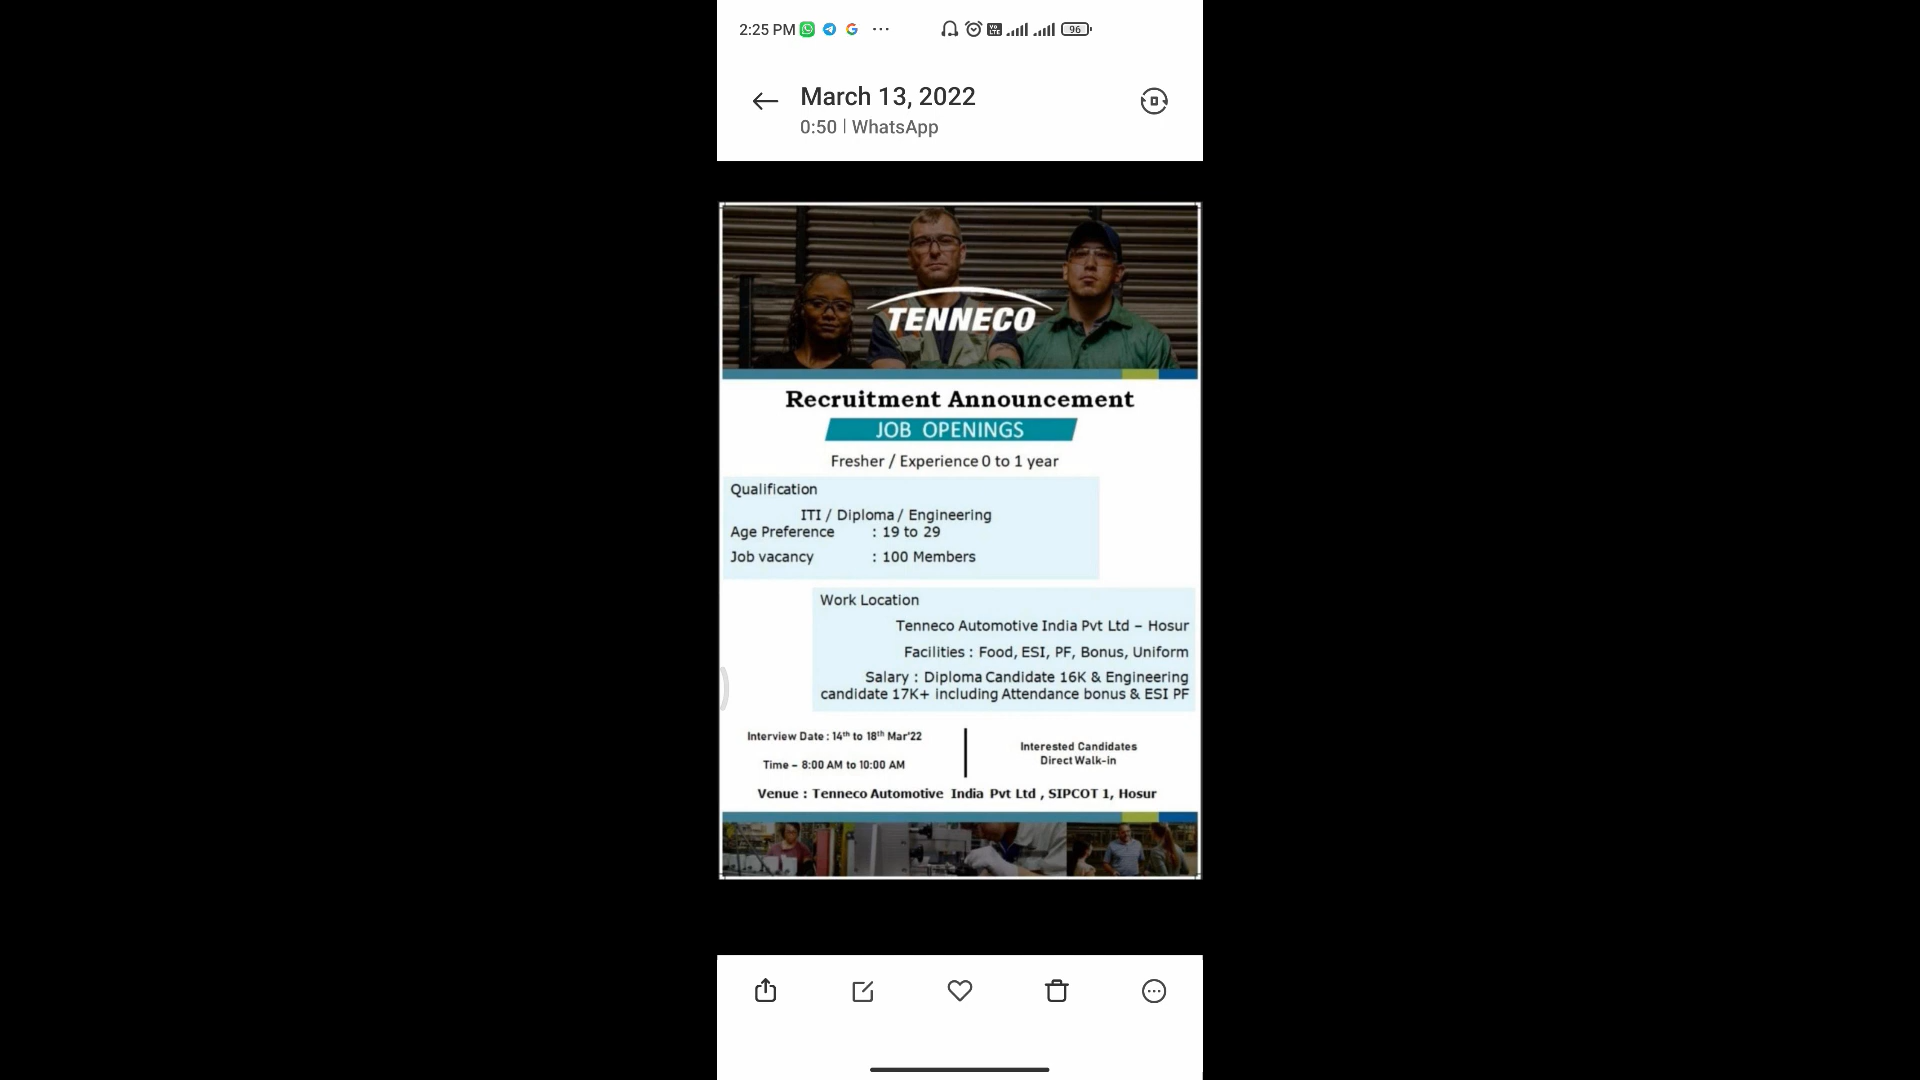 2:25 PM
96
March 13, 2022
0:50 | WhatsApp
TENNECO
Recruitment Announcement
JOB OPENINGS
Fresher / Experience 0 to 1 year
Qualification
ITI / Diploma / Engineering
Age Preference : 19 to 29
Job vacancy : 100 Members
Work Location
Tenneco Automotive India Pvt Ltd – Hosur
Facilities : Food, ESI, PF, Bonus, Uniform
Salary : Diploma Candidate 16K & Engineering
candidate 17K+ including Attendance bonus & ESI PF
Interview Date : 14th to 18th Mar'22
Time – 8:00 AM to 10:00 AM
Interested Candidates
Direct Walk-in
Venue : Tenneco Automotive India Pvt Ltd , SIPCOT 1, Hosur